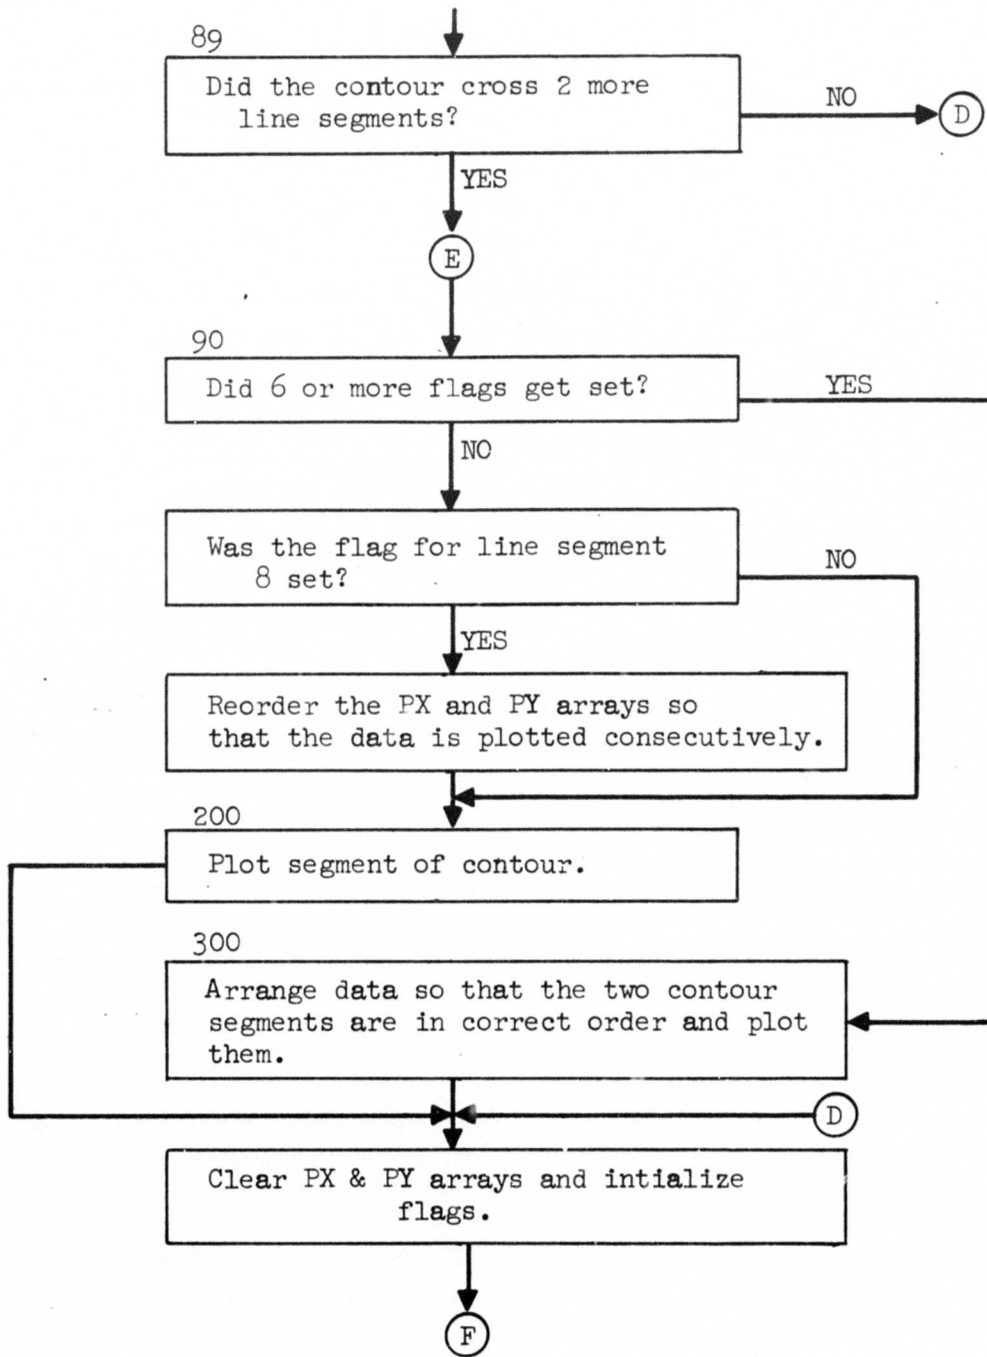 89
Did the contour cross 2 more
line segments?
NO
D
YES
E
90
Did 6 or more flags get set?
YES
NO
Was the flag for line segment
8 set?
NO
YES
Reorder the PX and PY arrays so
that the data is plotted consecutively.
200
Plot segment of contour.
300
Arrange data so that the two contour
segments are in correct order and plot
them.
D
Clear PX & PY arrays and intialize
flags.
F